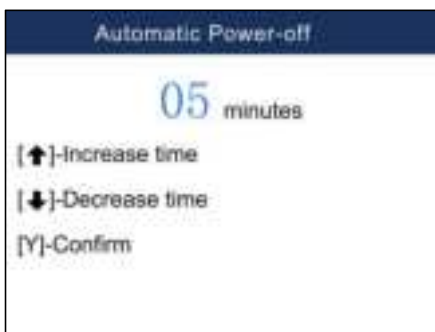 Automatic Power-off
05 minutes
[⬆]-Increase time
[⬇]-Decrease time
[Y]-Confirm